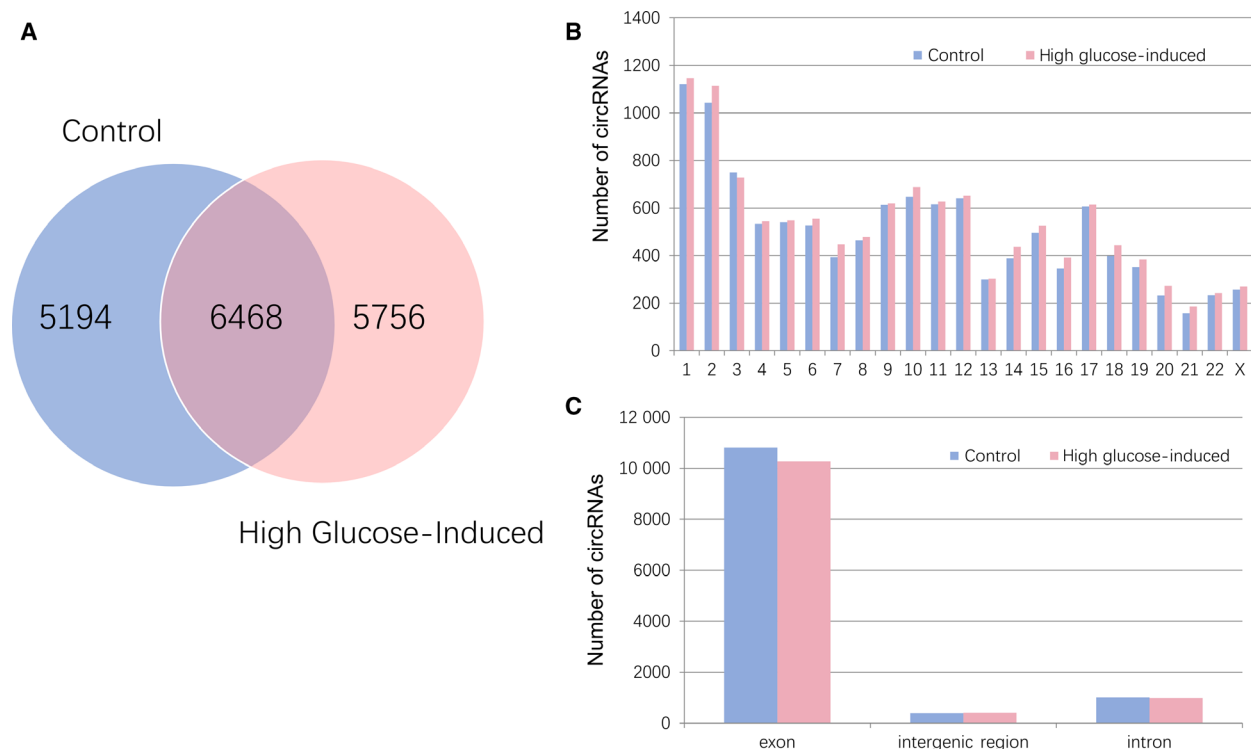 A
Control
5194 6468 5756
High Glucose-Induced
B
Number of circRNAs
1400
1200
1000
800
600
400
200
0
Control High glucose-induced
1 2 3 4 5 6 7 8 9 10 11 12 13 14 15 16 17 18 19 20 21 22 X
C
Number of circRNAs
12 000
10 000
8000
6000
4000
2000
0
Control High glucose-induced
exon intergenic region intron